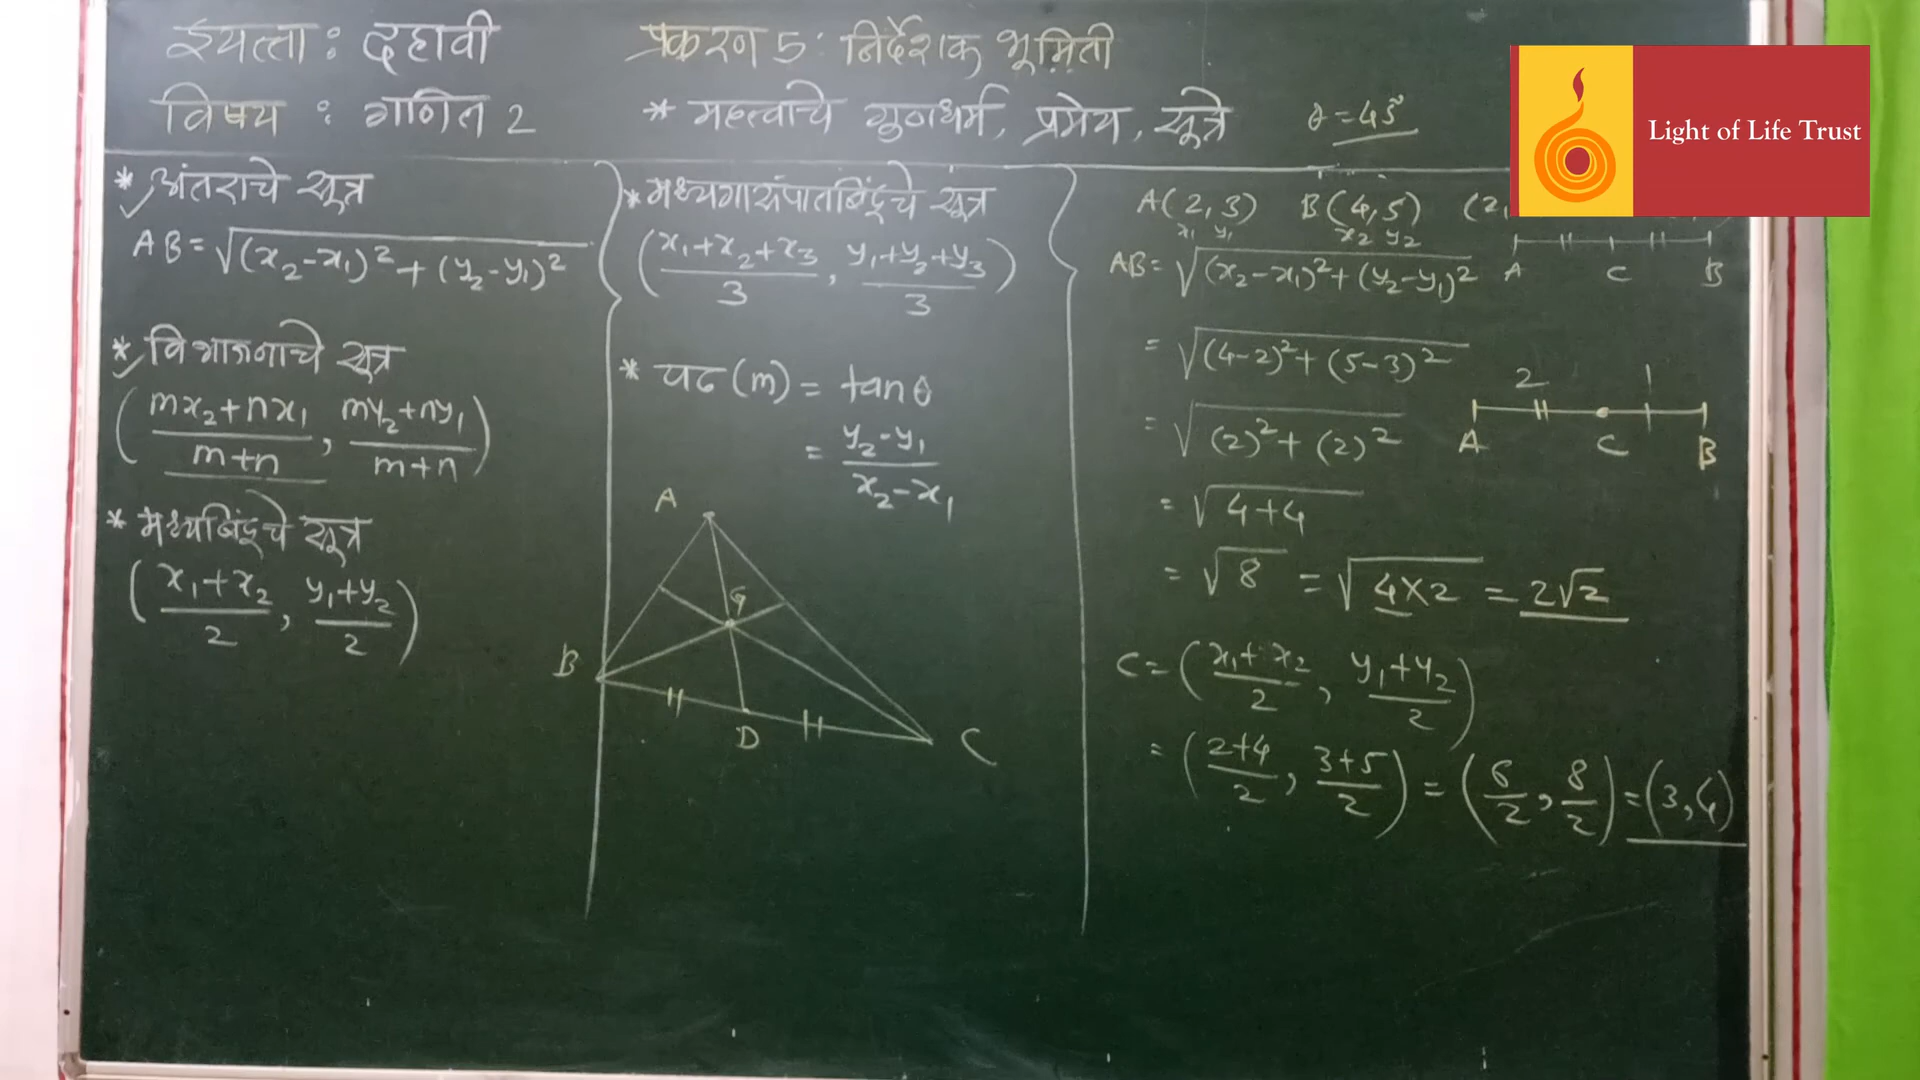 इयत्ता : दहावी
प्रकरण 5 : निर्देशक भूमिती
विषय : गणित 2
* महत्वाचे गुणधर्म, प्रमेय, सूत्रे
θ = 45°
Light of Life Trust
* अंतराचे सूत्र
AB = √(x₂-x₁)² + (y₂-y₁)²
* विभाजनाचे सूत्र
(mx₂+nx₁/m+n, my₂+ny₁/m+n)
* मध्यबिंदूचे सूत्र
(x₁+x₂/2, y₁+y₂/2)
* मध्यगासंपातबिंदूचे सूत्र
(x₁+x₂+x₃/3, y₁+y₂+y₃/3)
* चढ (m) = tanθ
= y₂-y₁/x₂-x₁
A
G
B
D
C
A(2,3) B(4,5) (2,
x₁ y₁ x₂ y₂
AB = √(x₂-x₁)² + (y₂-y₁)²
A C B
= √(4-2)² + (5-3)²
2 1
A C B
= √(2)² + (2)²
= √4+4
= √8 = √4×2 = 2√2
C = (x₁+x₂/2, y₁+y₂/2)
= (2+4/2, 3+5/2) = (6/2, 8/2) = (3,4)